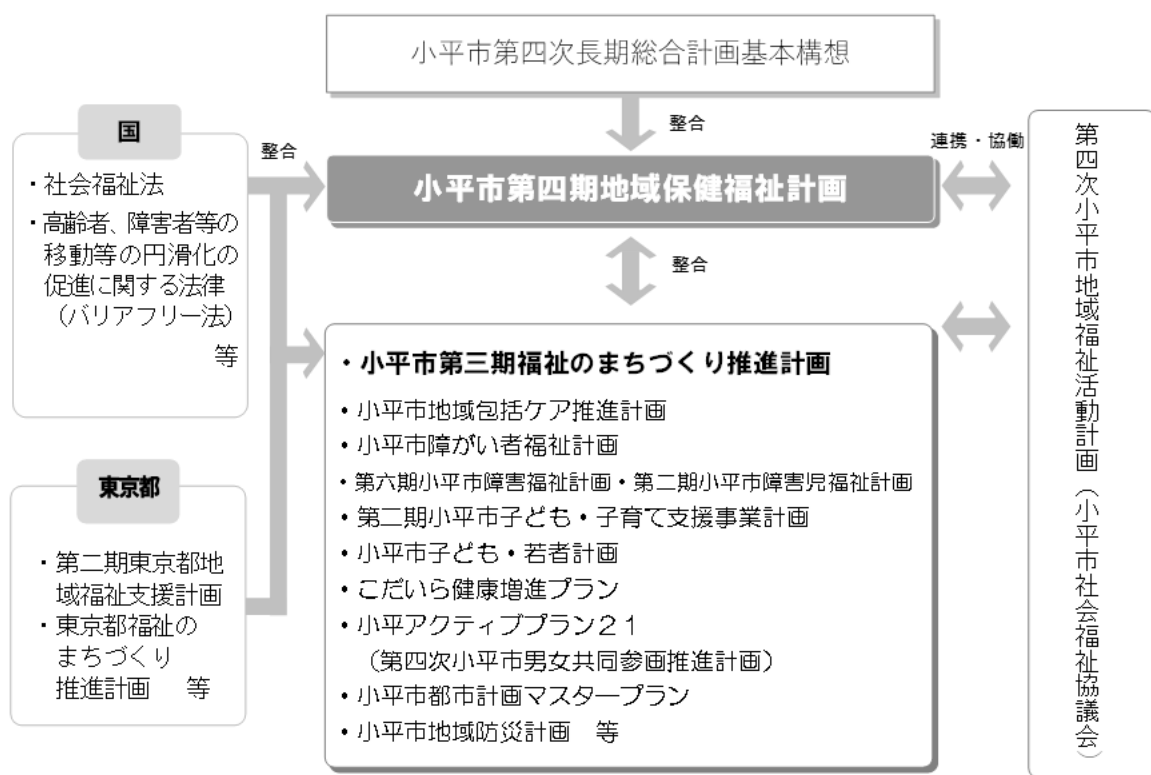 小平市第四次長期総合計画基本構想
整合
国
・社会福祉法
・高齢者、障害者等の
移動等の円滑化の
促進に関する法律
（バリアフリー法）
等
整合
小平市第四期地域保健福祉計画
連携・協働
整合
東京都
・第二期東京都地
域福祉支援計画
・東京都福祉の
まちづくり
推進計画　等
・小平市第三期福祉のまちづくり推進計画
・小平市地域包括ケア推進計画
・小平市障がい者福祉計画
・第六期小平市障害福祉計画・第二期小平市障害児福祉計画
・第二期小平市子ども・子育て支援事業計画
・小平市子ども・若者計画
・こだいら健康増進プラン
・小平アクティブプラン２１
（第四次小平市男女共同参画推進計画）
・小平市都市計画マスタープラン
・小平市地域防災計画　等
第四次小平市地域福祉活動計画（小平市社会福祉協議会）